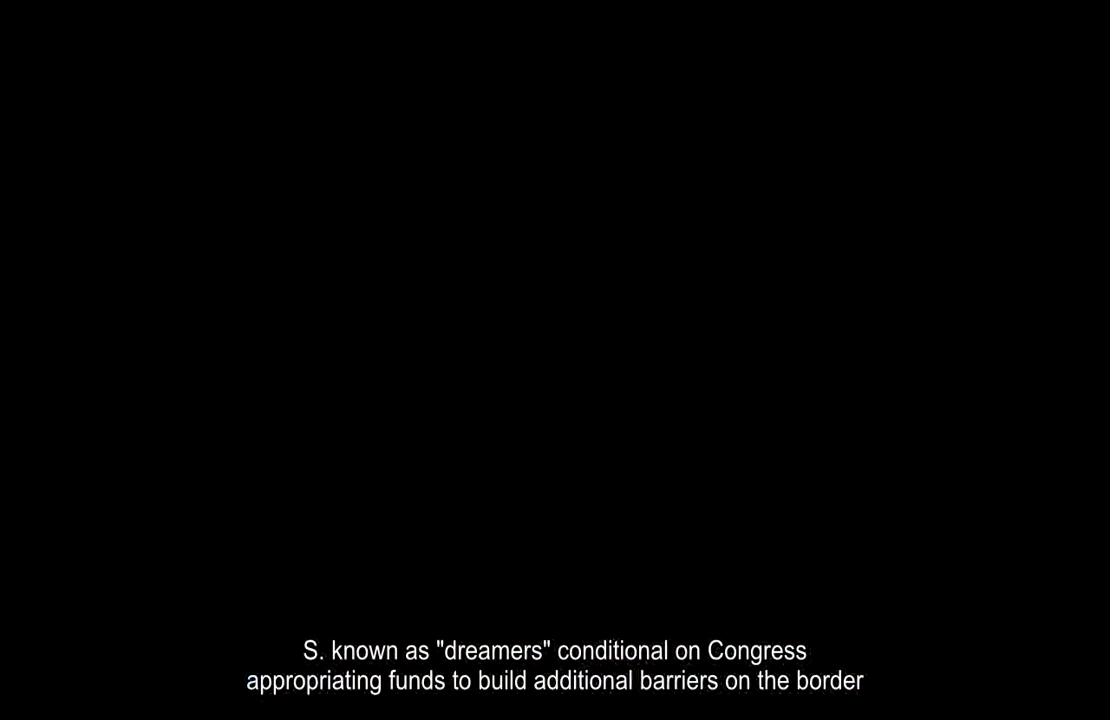 S. known as "dreamers" conditional on Congress
appropriating funds to build additional barriers on the border